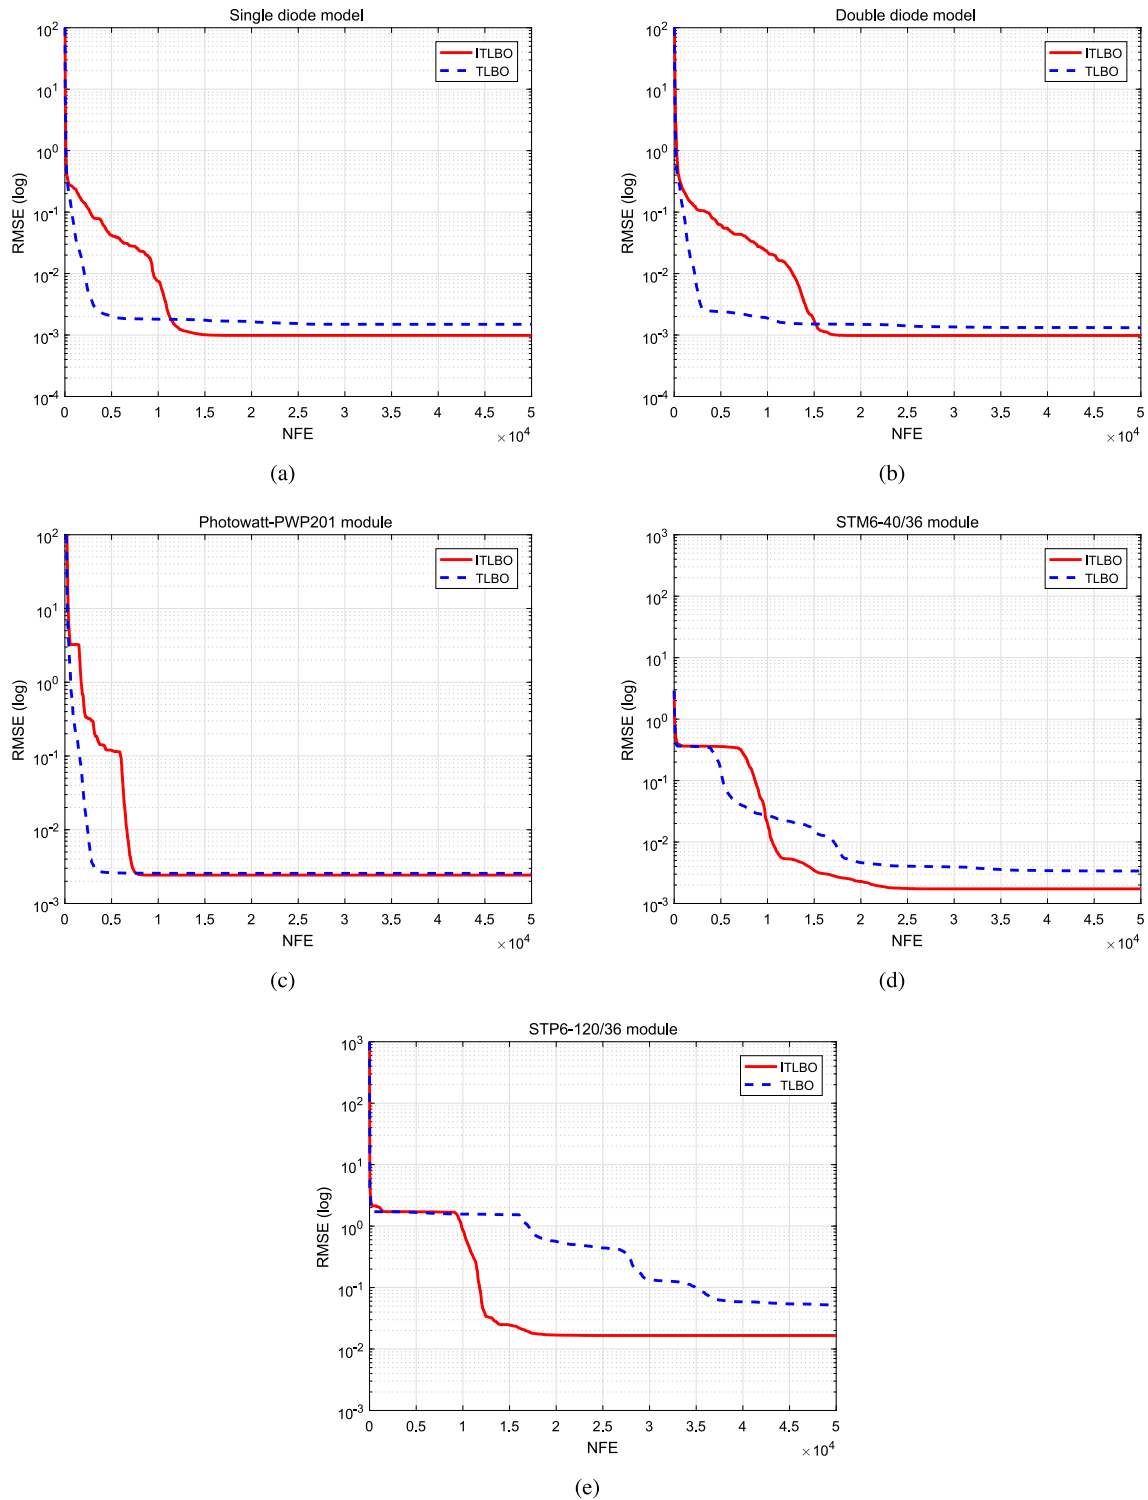 Single diode model
10^2
10^1
10^0
10^-1
10^-2
10^-3
10^-4
RMSE (log)
ITLBO
TLBO
0 0.5 1 1.5 2 2.5 3 3.5 4 4.5 5
NFE
×10^4
(a)
Double diode model
10^2
10^1
10^0
10^-1
10^-2
10^-3
10^-4
RMSE (log)
ITLBO
TLBO
0 0.5 1 1.5 2 2.5 3 3.5 4 4.5 5
NFE
×10^4
(b)
Photowatt-PWP201 module
10^2
10^1
10^0
10^-1
10^-2
10^-3
RMSE (log)
ITLBO
TLBO
0 0.5 1 1.5 2 2.5 3 3.5 4 4.5 5
NFE
×10^4
(c)
STM6-40/36 module
10^3
10^2
10^1
10^0
10^-1
10^-2
10^-3
RMSE (log)
ITLBO
TLBO
0 0.5 1 1.5 2 2.5 3 3.5 4 4.5 5
NFE
×10^4
(d)
STP6-120/36 module
10^3
10^2
10^1
10^0
10^-1
10^-2
10^-3
RMSE (log)
ITLBO
TLBO
0 0.5 1 1.5 2 2.5 3 3.5 4 4.5 5
NFE
×10^4
(e)